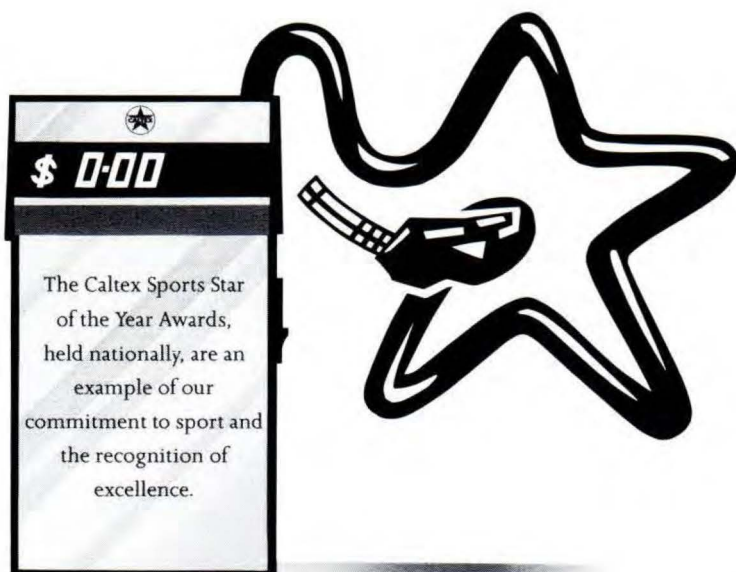 CALTEX
$ 0.00
The Caltex Sports Star
of the Year Awards,
held nationally, are an
example of our
commitment to sport and
the recognition of
excellence.